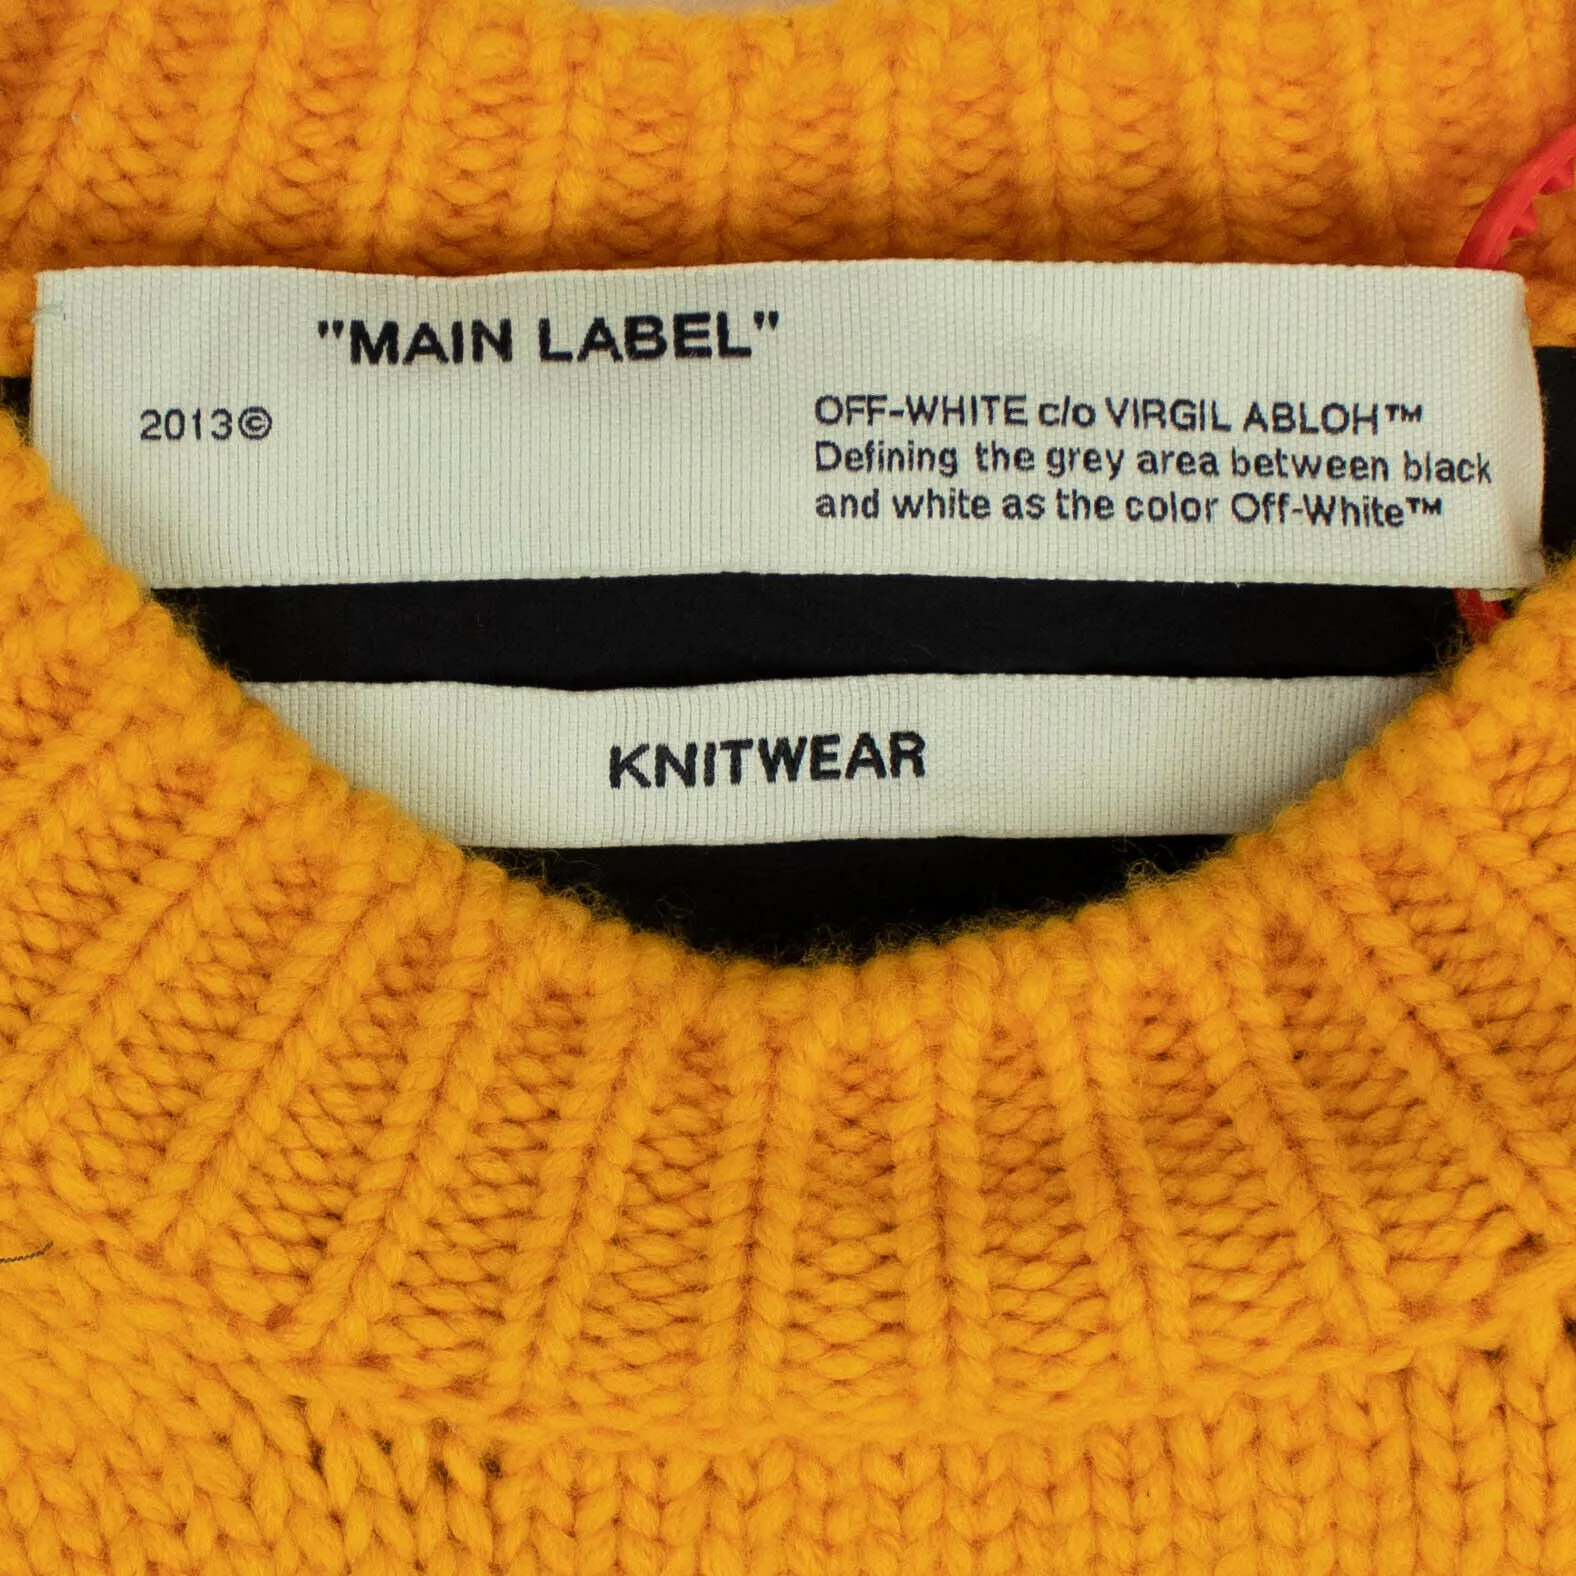 "MAIN LABEL"
2013©
OFF-WHITE c/o VIRGIL ABLOH™
Defining the grey area between black
and white as the color Off-White™
KNITWEAR